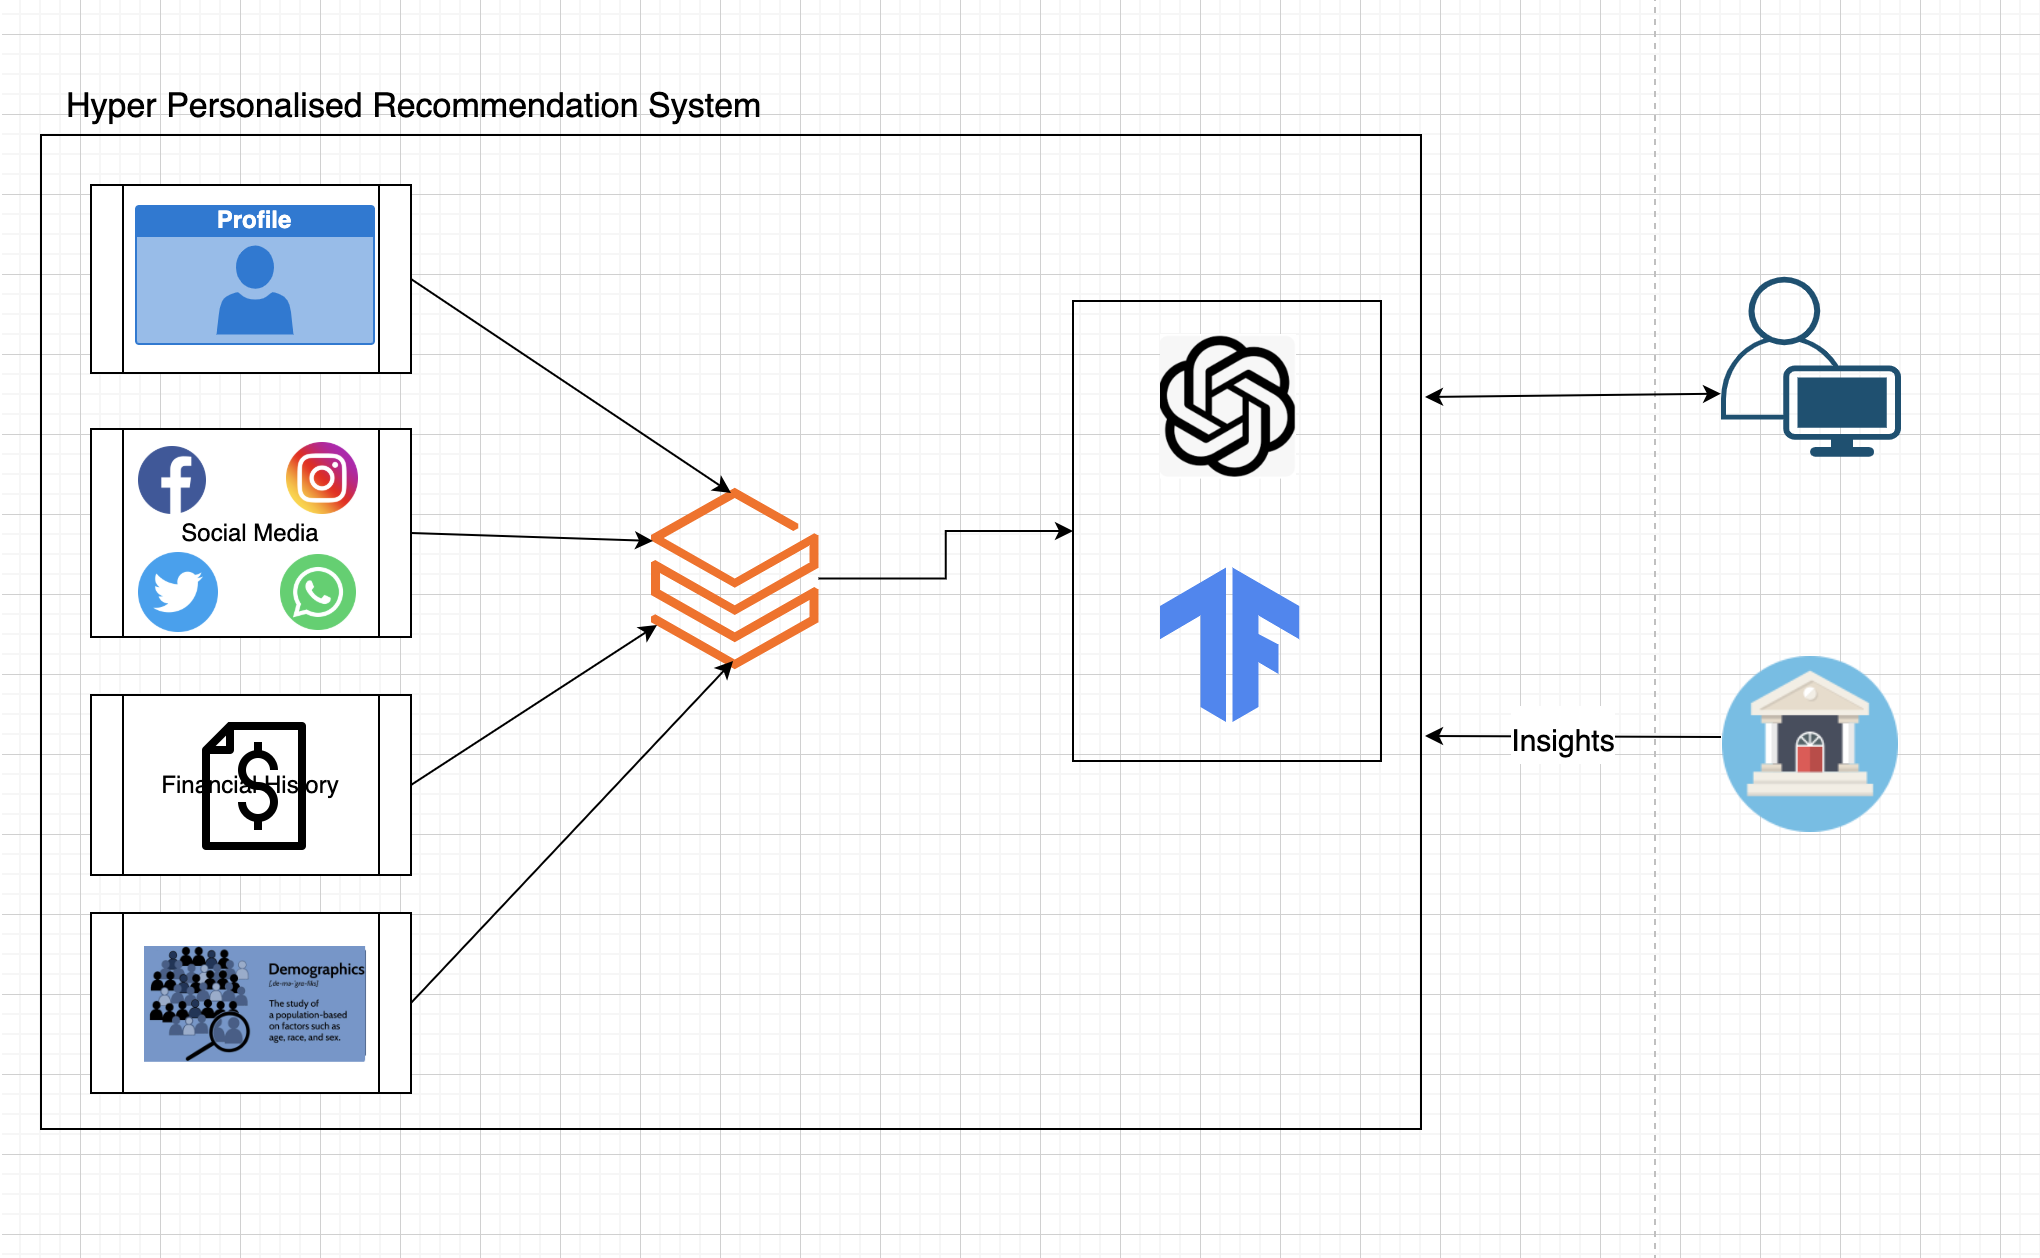 Hyper Personalised Recommendation System
Profile
Social Media
Financial History
Demographics
[,de-mə-'gra-fiks]
The study of
a population-based
on factors such as
age, race, and sex.
Insights